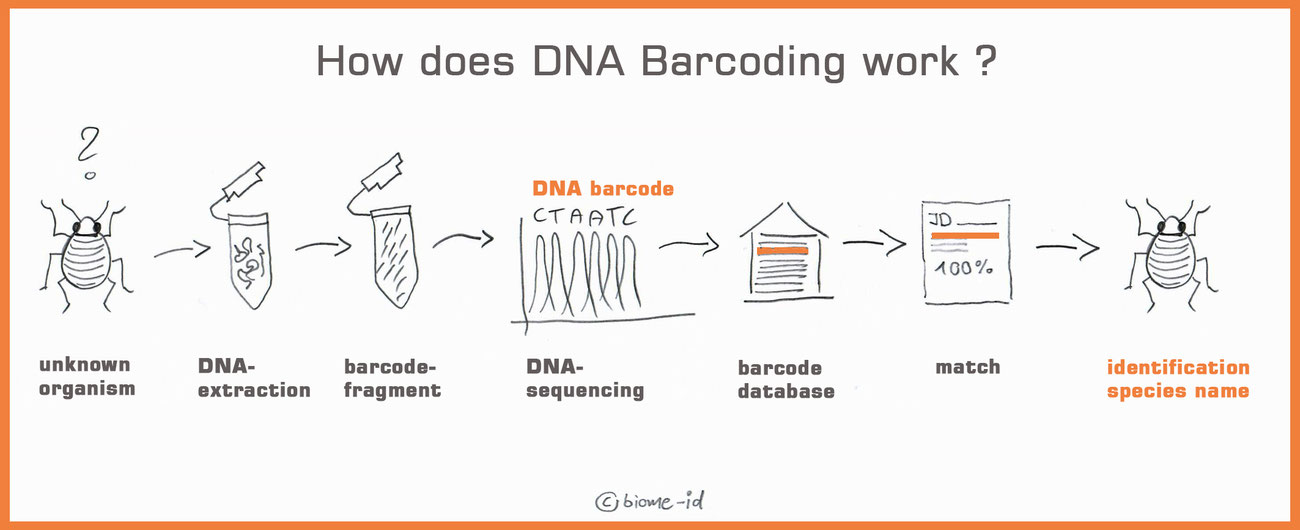 How does DNA Barcoding work ?
?
DNA barcode
CTAATC
JD
100%
unknown
organism
DNA-
extraction
barcode-
fragment
DNA-
sequencing
barcode
database
match
identification
species name
© biome-id